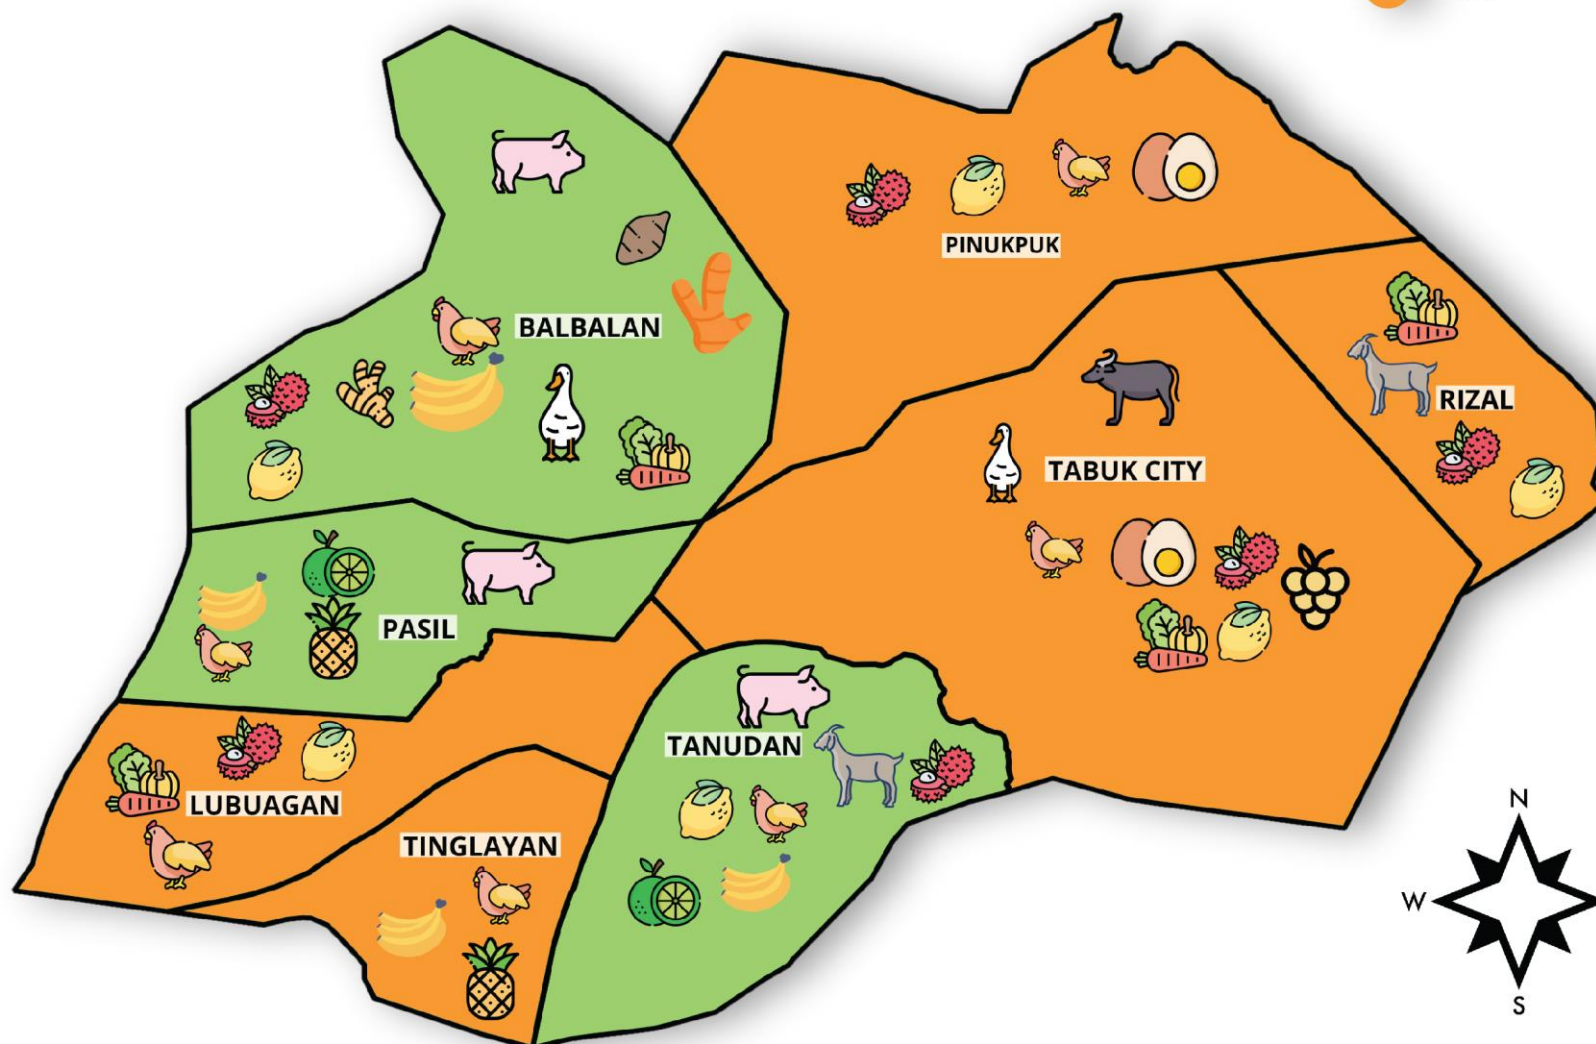 PINUKPUK
BALBALAN
RIZAL
TABUK CITY
PASIL
TANUDAN
LUBUAGAN
TINGLAYAN
N
W
S